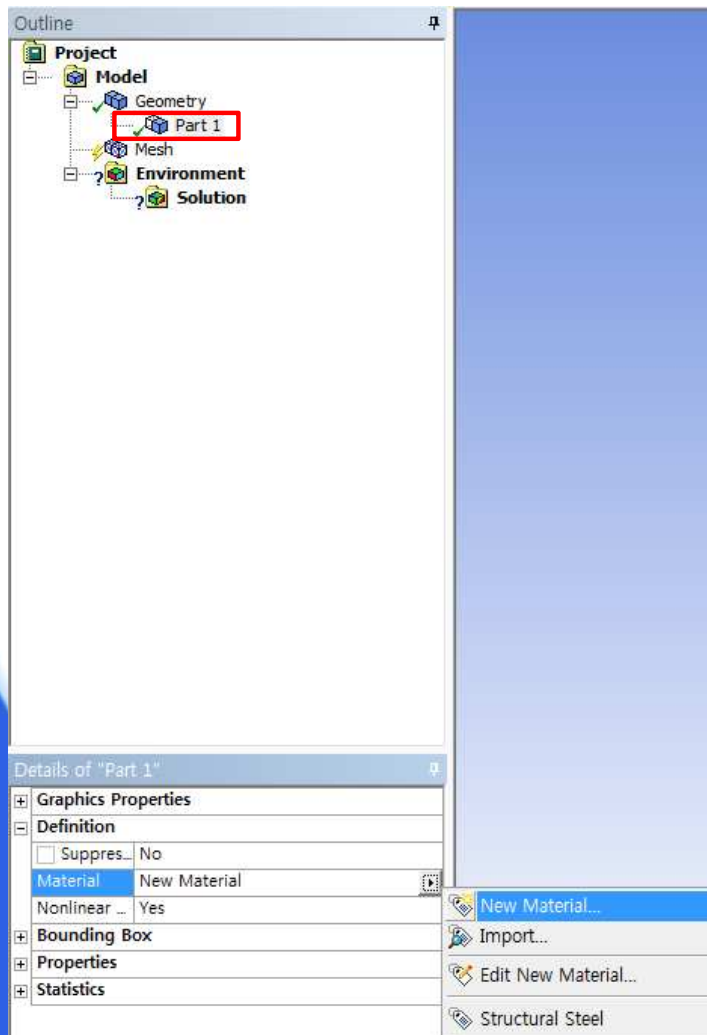 Outline
Project
Model
Geometry
Part 1
Mesh
Environment
Solution
Details of "Part 1"
Graphics Properties
Definition
Suppres... No
Material New Material
Nonlinear ... Yes
Bounding Box
Properties
Statistics
New Material...
Import...
Edit New Material...
Structural Steel